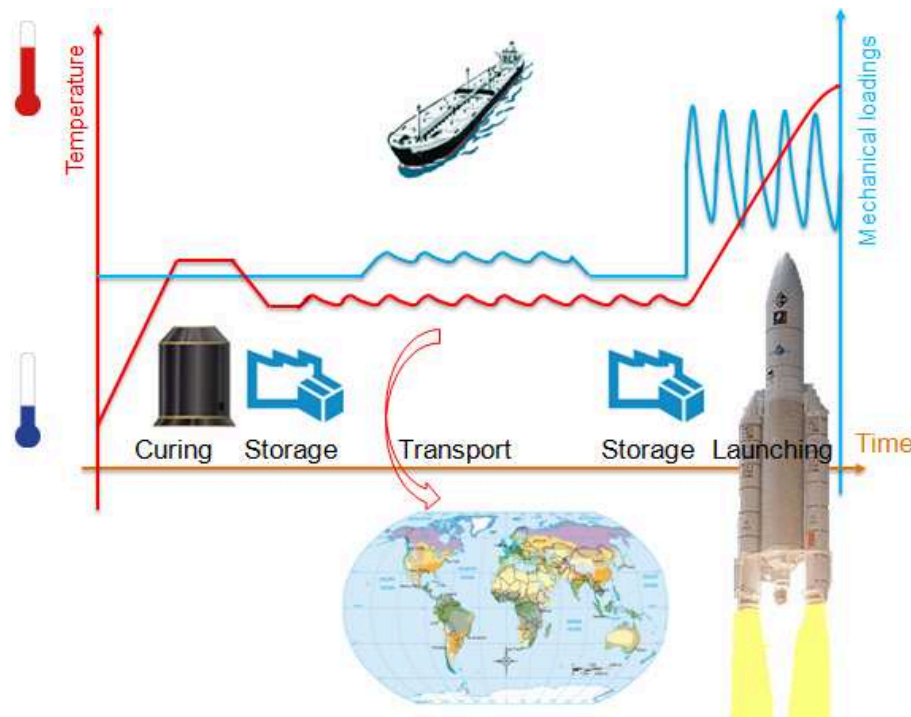 Temperature
Mechanical loadings
Curing
Storage
Transport
Storage
Launching
Time